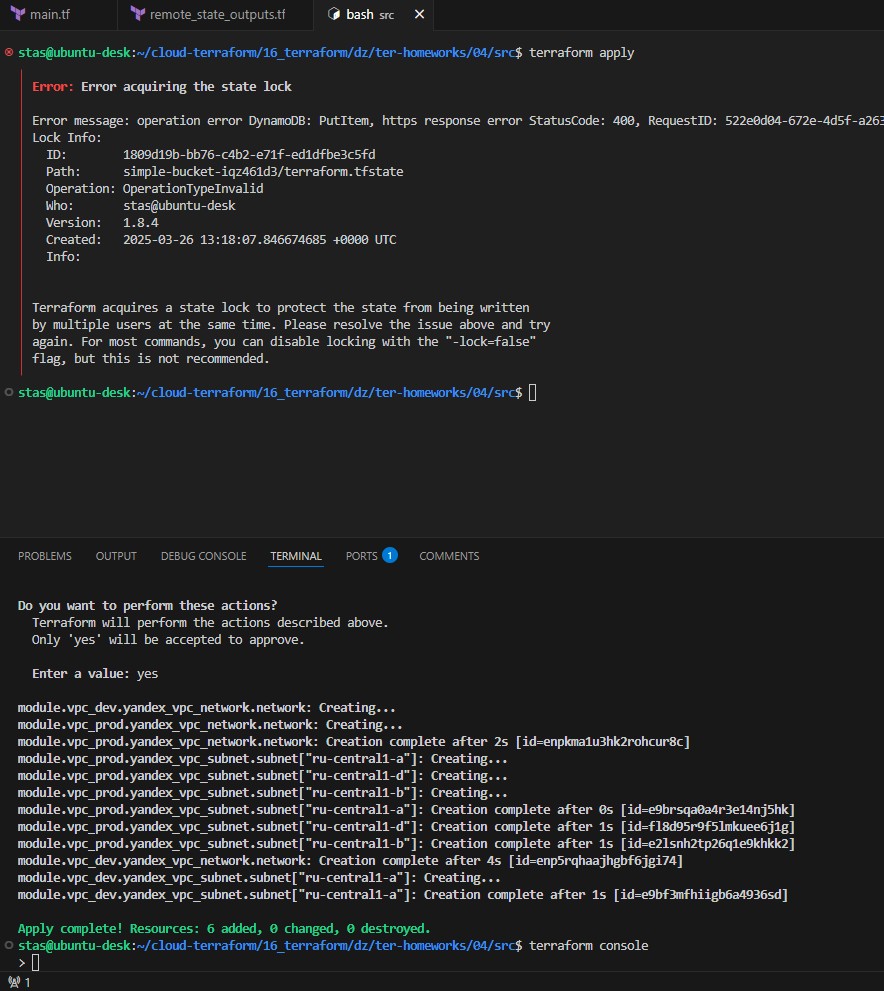 main.tf remote_state_outputs.tf bash src
stas@ubuntu-desk:~/cloud-terraform/16_terraform/dz/ter-homeworks/04/src$ terraform apply
Error: Error acquiring the state lock
Error message: operation error DynamoDB: PutItem, https response error StatusCode: 400, RequestID: 522e0d04-672e-4d5f-a263
Lock Info:
ID: 1809d19b-bb76-c4b2-e71f-ed1dfbe3c5fd
Path: simple-bucket-iqz461d3/terraform.tfstate
Operation: OperationTypeInvalid
Who: stas@ubuntu-desk
Version: 1.8.4
Created: 2025-03-26 13:18:07.846674685 +0000 UTC
Info:
Terraform acquires a state lock to protect the state from being written
by multiple users at the same time. Please resolve the issue above and try
again. For most commands, you can disable locking with the "-lock=false"
flag, but this is not recommended.
stas@ubuntu-desk:~/cloud-terraform/16_terraform/dz/ter-homeworks/04/src$
PROBLEMS OUTPUT DEBUG CONSOLE TERMINAL PORTS 1 COMMENTS
Do you want to perform these actions?
Terraform will perform the actions described above.
Only 'yes' will be accepted to approve.
Enter a value: yes
module.vpc_dev.yandex_vpc_network.network: Creating...
module.vpc_prod.yandex_vpc_network.network: Creating...
module.vpc_prod.yandex_vpc_network.network: Creation complete after 2s [id=enpkma1u3hk2rohcur8c]
module.vpc_prod.yandex_vpc_subnet.subnet["ru-central1-a"]: Creating...
module.vpc_prod.yandex_vpc_subnet.subnet["ru-central1-d"]: Creating...
module.vpc_prod.yandex_vpc_subnet.subnet["ru-central1-b"]: Creating...
module.vpc_prod.yandex_vpc_subnet.subnet["ru-central1-a"]: Creation complete after 0s [id=e9brsqa0a4r3e14nj5hk]
module.vpc_prod.yandex_vpc_subnet.subnet["ru-central1-d"]: Creation complete after 1s [id=fl8d95r9f5lmkuee6j1g]
module.vpc_prod.yandex_vpc_subnet.subnet["ru-central1-b"]: Creation complete after 1s [id=e2lsnh2tp26q1e9khkk2]
module.vpc_dev.yandex_vpc_network.network: Creation complete after 4s [id=enp5rqhaajhgbf6jgi74]
module.vpc_dev.yandex_vpc_subnet.subnet["ru-central1-a"]: Creating...
module.vpc_dev.yandex_vpc_subnet.subnet["ru-central1-a"]: Creation complete after 1s [id=e9bf3mfhiigb6a4936sd]
Apply complete! Resources: 6 added, 0 changed, 0 destroyed.
stas@ubuntu-desk:~/cloud-terraform/16_terraform/dz/ter-homeworks/04/src$ terraform console
>
1